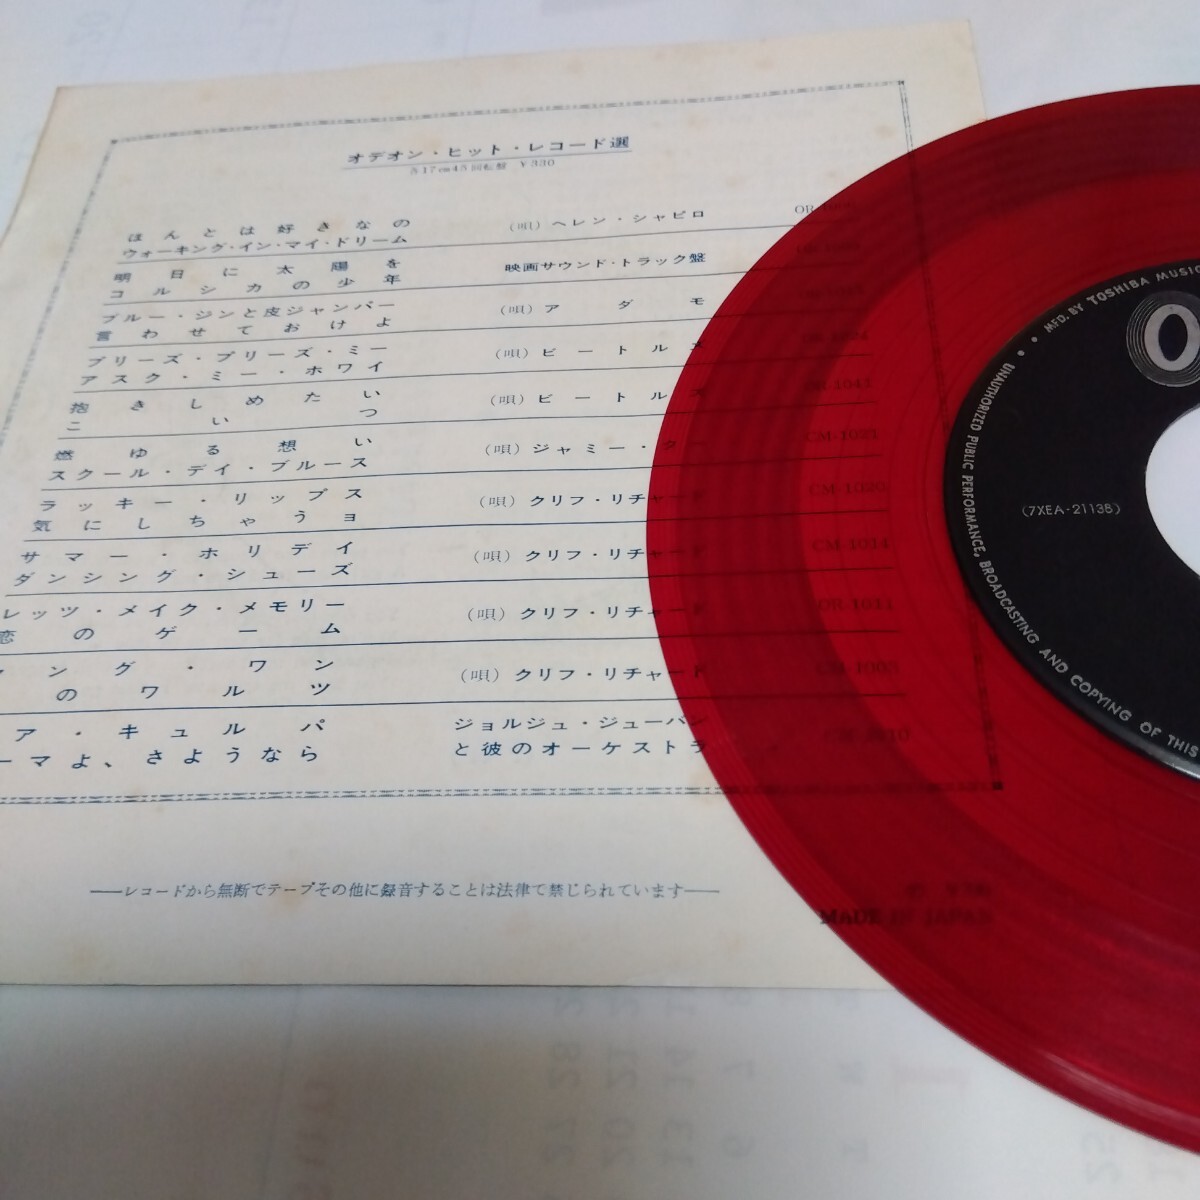 オデオン・ヒット・レコード選
S17㎝45回転盤 ¥330
ほんとは好きなの
ウォーキング・イン・マイ・ドリーム
(唄) ヘレン・シャピロ
明日に太陽を
コルシカの少年
映画サウンド・トラック盤
ブルー・ジンと皮ジャンパー
言わせておけよ
(唄) アダモ
プリーズ・プリーズ・ミー
アスク・ミー・ホワイ
(唄) ビートルズ
抱きしめたい
こいつ
(唄) ビートルズ
燃ゆる想い
スクール・デイ・ブルース
(唄) ジャミー・
CM-1021
ラッキー・リップス
気にしちゃうヨ
(唄) クリフ・リチャード
CM-1020
サマー・ホリデイ
ダンシング・シューズ
(唄) クリフ・リチャード
CM-1014
レッツ・メイク・メモリー
恋のゲーム
(唄) クリフ・リチャード
OR-1011
ング・ワン
のワルツ
(唄) クリフ・リチャード
CM-1003
ア・キュルパ
ーマよ、さようなら
ジョルジュ・ジューバン
と彼のオーケストラ
──レコードから無断でテープその他に録音することは法律で禁じられています──
MADE IN JAPAN
MFD. BY TOSHIBA MUSIC
(7XEA-21138)
UNAUTHORIZED PUBLIC PERFORMANCE, BROADCASTING AND COPYING OF THIS